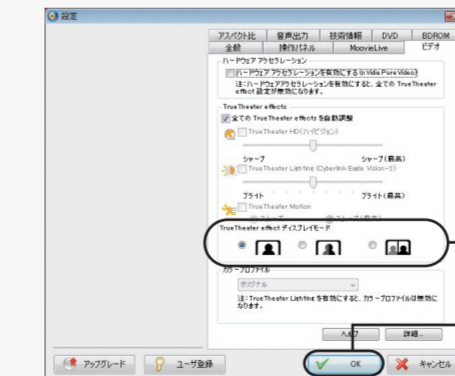 設定
アスペクト比 音声出力 技術情報 DVD BDROM
全般 操作パネル MoovieLive ビデオ
ハードウェア アクセラレーション
ハードウェア アクセラレーションを有効にする (nVidia Pure Video)
注:ハードウェアアクセラレーションを有効にすると、全ての TrueTheater
effect 設定が無効になります。
TrueTheater effects
全ての TrueTheater effects を自動調整
TrueTheater HD(ハイビジョン)
シャープ シャープ(最高)
TrueTheater Lighting (Cyberlink Eagle Vision-2)
ブライト ブライト(最高)
TrueTheater Motion
TrueTheater effect ディスプレイモード
カラープロファイル
オリジナル
注:TrueTheater Lighting を有効にすると、カラープロファイルは無効に
なります。
ヘルプ 詳細...
アップグレード ユーザ登録 OK キャンセル